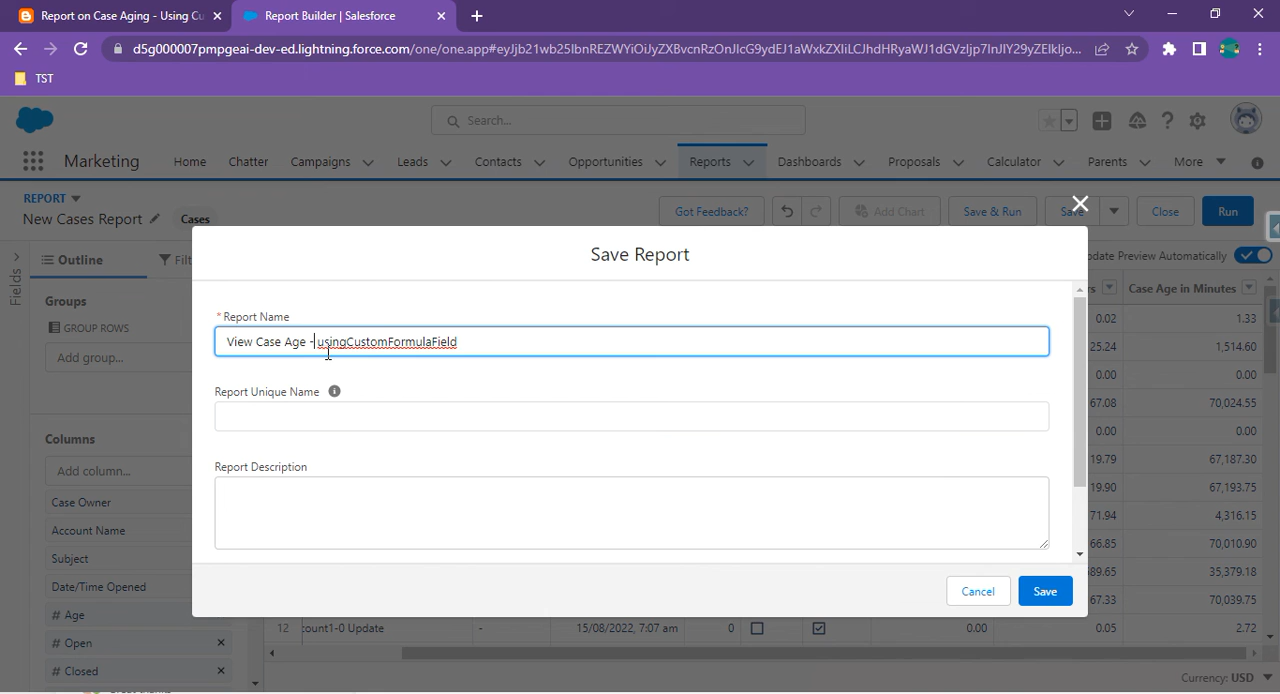 Report on Case Aging - Using Cu
Report Builder | Salesforce
d5g000007pmpgeai-dev-ed.lightning.force.com/one/one.app#
TST
Search...
Marketing
Home
Chatter
Campaigns
Leads
Contacts
Opportunities
Reports
Dashboards
Proposals
Calculator
Parents
More
REPORT
New Cases Report
Cases
Got Feedback?
Add Chart
Save & Run
Save
Close
Run
Fields
Outline
Filt
pdate Preview Automatically
Groups
GROUP ROWS
Add group...
Columns
Add column...
Case Owner
Account Name
Subject
Date/Time Opened
# Age
# Open
# Closed
Save Report
* Report Name
View Case Age - usingCustomFormulaField
Report Unique Name
Report Description
Cancel
Save
rs
Case Age in Minutes
0.02 1.33
25.24 1,514.60
0.00 0.00
67.08 70,024.55
0.00 0.00
19.79 67,187.30
19.90 67,193.75
71.94 4,316.15
66.85 70,010.90
89.65 35,379.18
67.33 70,039.75
12 count1-0 Update - 15/08/2022, 7:07 am 0 0.00 0.05 2.72
Currency: USD